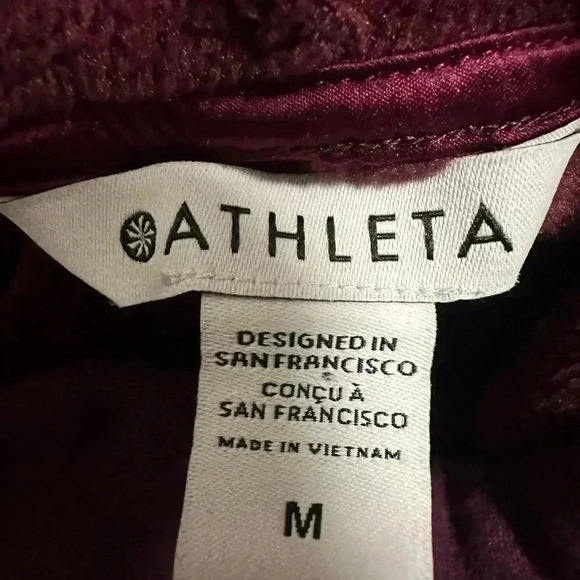 ATHLETA
DESIGNED IN
SAN FRANCISCO
CONÇU À
SAN FRANCISCO
MADE IN VIETNAM
M